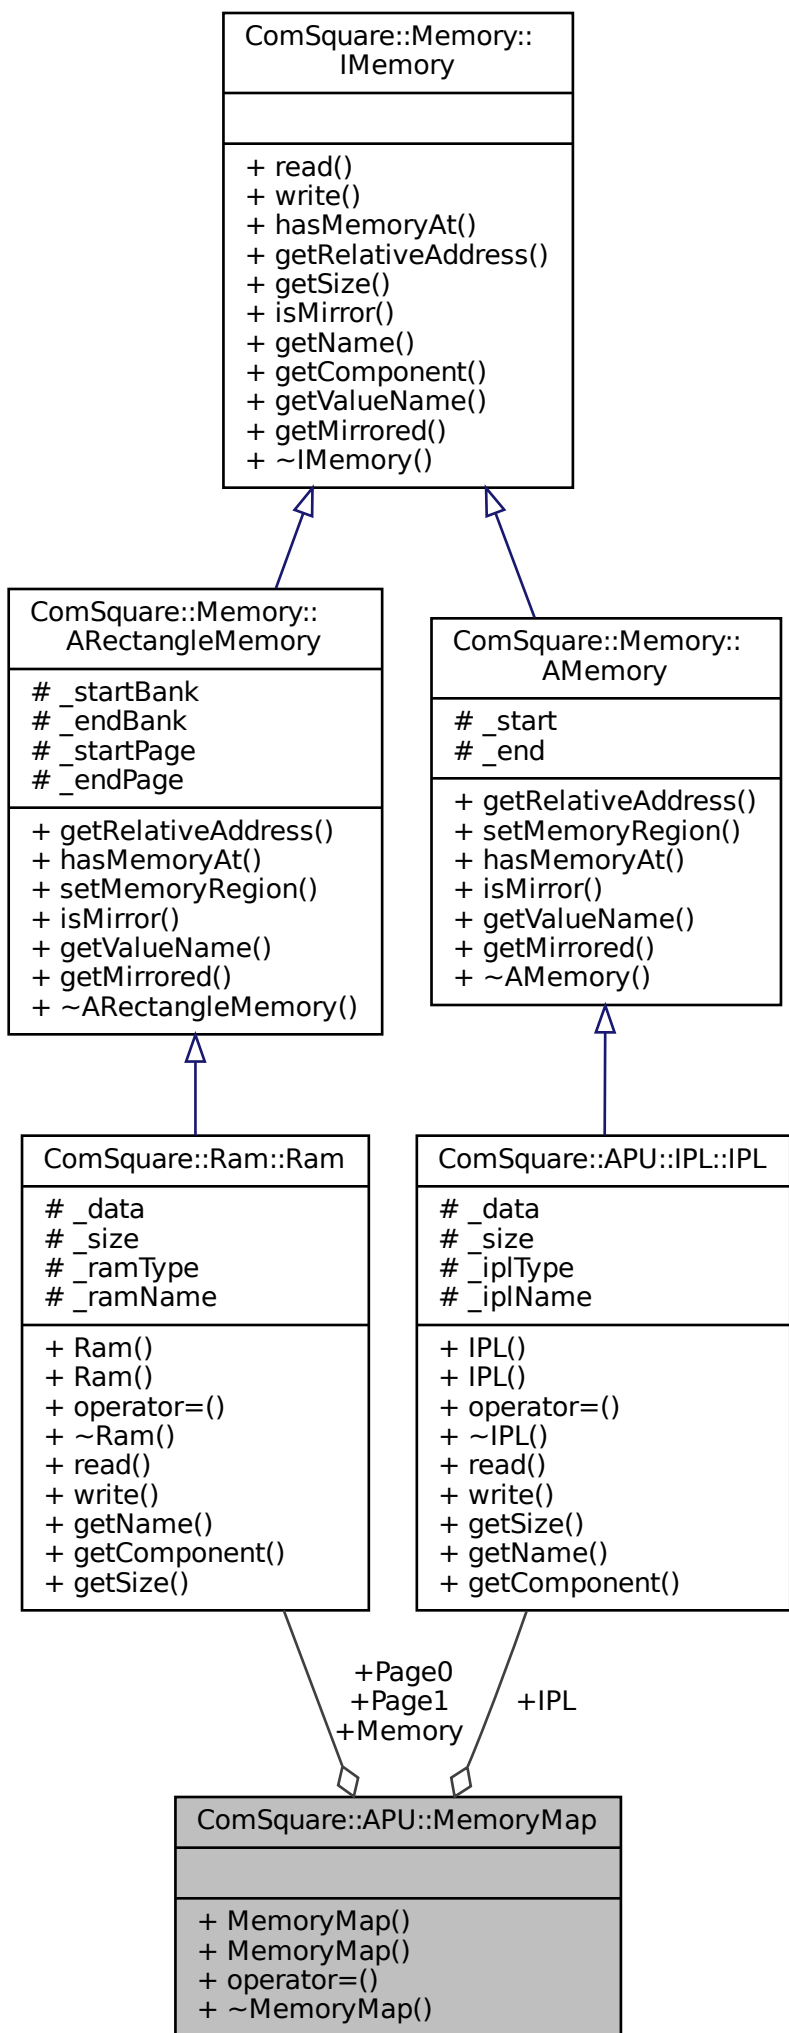 ComSquare::Memory::
IMemory
+ read()
+ write()
+ hasMemoryAt()
+ getRelativeAddress()
+ getSize()
+ isMirror()
+ getName()
+ getComponent()
+ getValueName()
+ getMirrored()
+ ~IMemory()
ComSquare::Memory::
ARectangleMemory
# _startBank
# _endBank
# _startPage
# _endPage
+ getRelativeAddress()
+ hasMemoryAt()
+ setMemoryRegion()
+ isMirror()
+ getValueName()
+ getMirrored()
+ ~ARectangleMemory()
ComSquare::Memory::
AMemory
# _start
# _end
+ getRelativeAddress()
+ setMemoryRegion()
+ hasMemoryAt()
+ isMirror()
+ getValueName()
+ getMirrored()
+ ~AMemory()
ComSquare::Ram::Ram
# _data
# _size
# _ramType
# _ramName
+ Ram()
+ Ram()
+ operator=()
+ ~Ram()
+ read()
+ write()
+ getName()
+ getComponent()
+ getSize()
ComSquare::APU::IPL::IPL
# _data
# _size
# _iplType
# _iplName
+ IPL()
+ IPL()
+ operator=()
+ ~IPL()
+ read()
+ write()
+ getSize()
+ getName()
+ getComponent()
+Page0
+Page1
+Memory
+IPL
ComSquare::APU::MemoryMap
+ MemoryMap()
+ MemoryMap()
+ operator=()
+ ~MemoryMap()